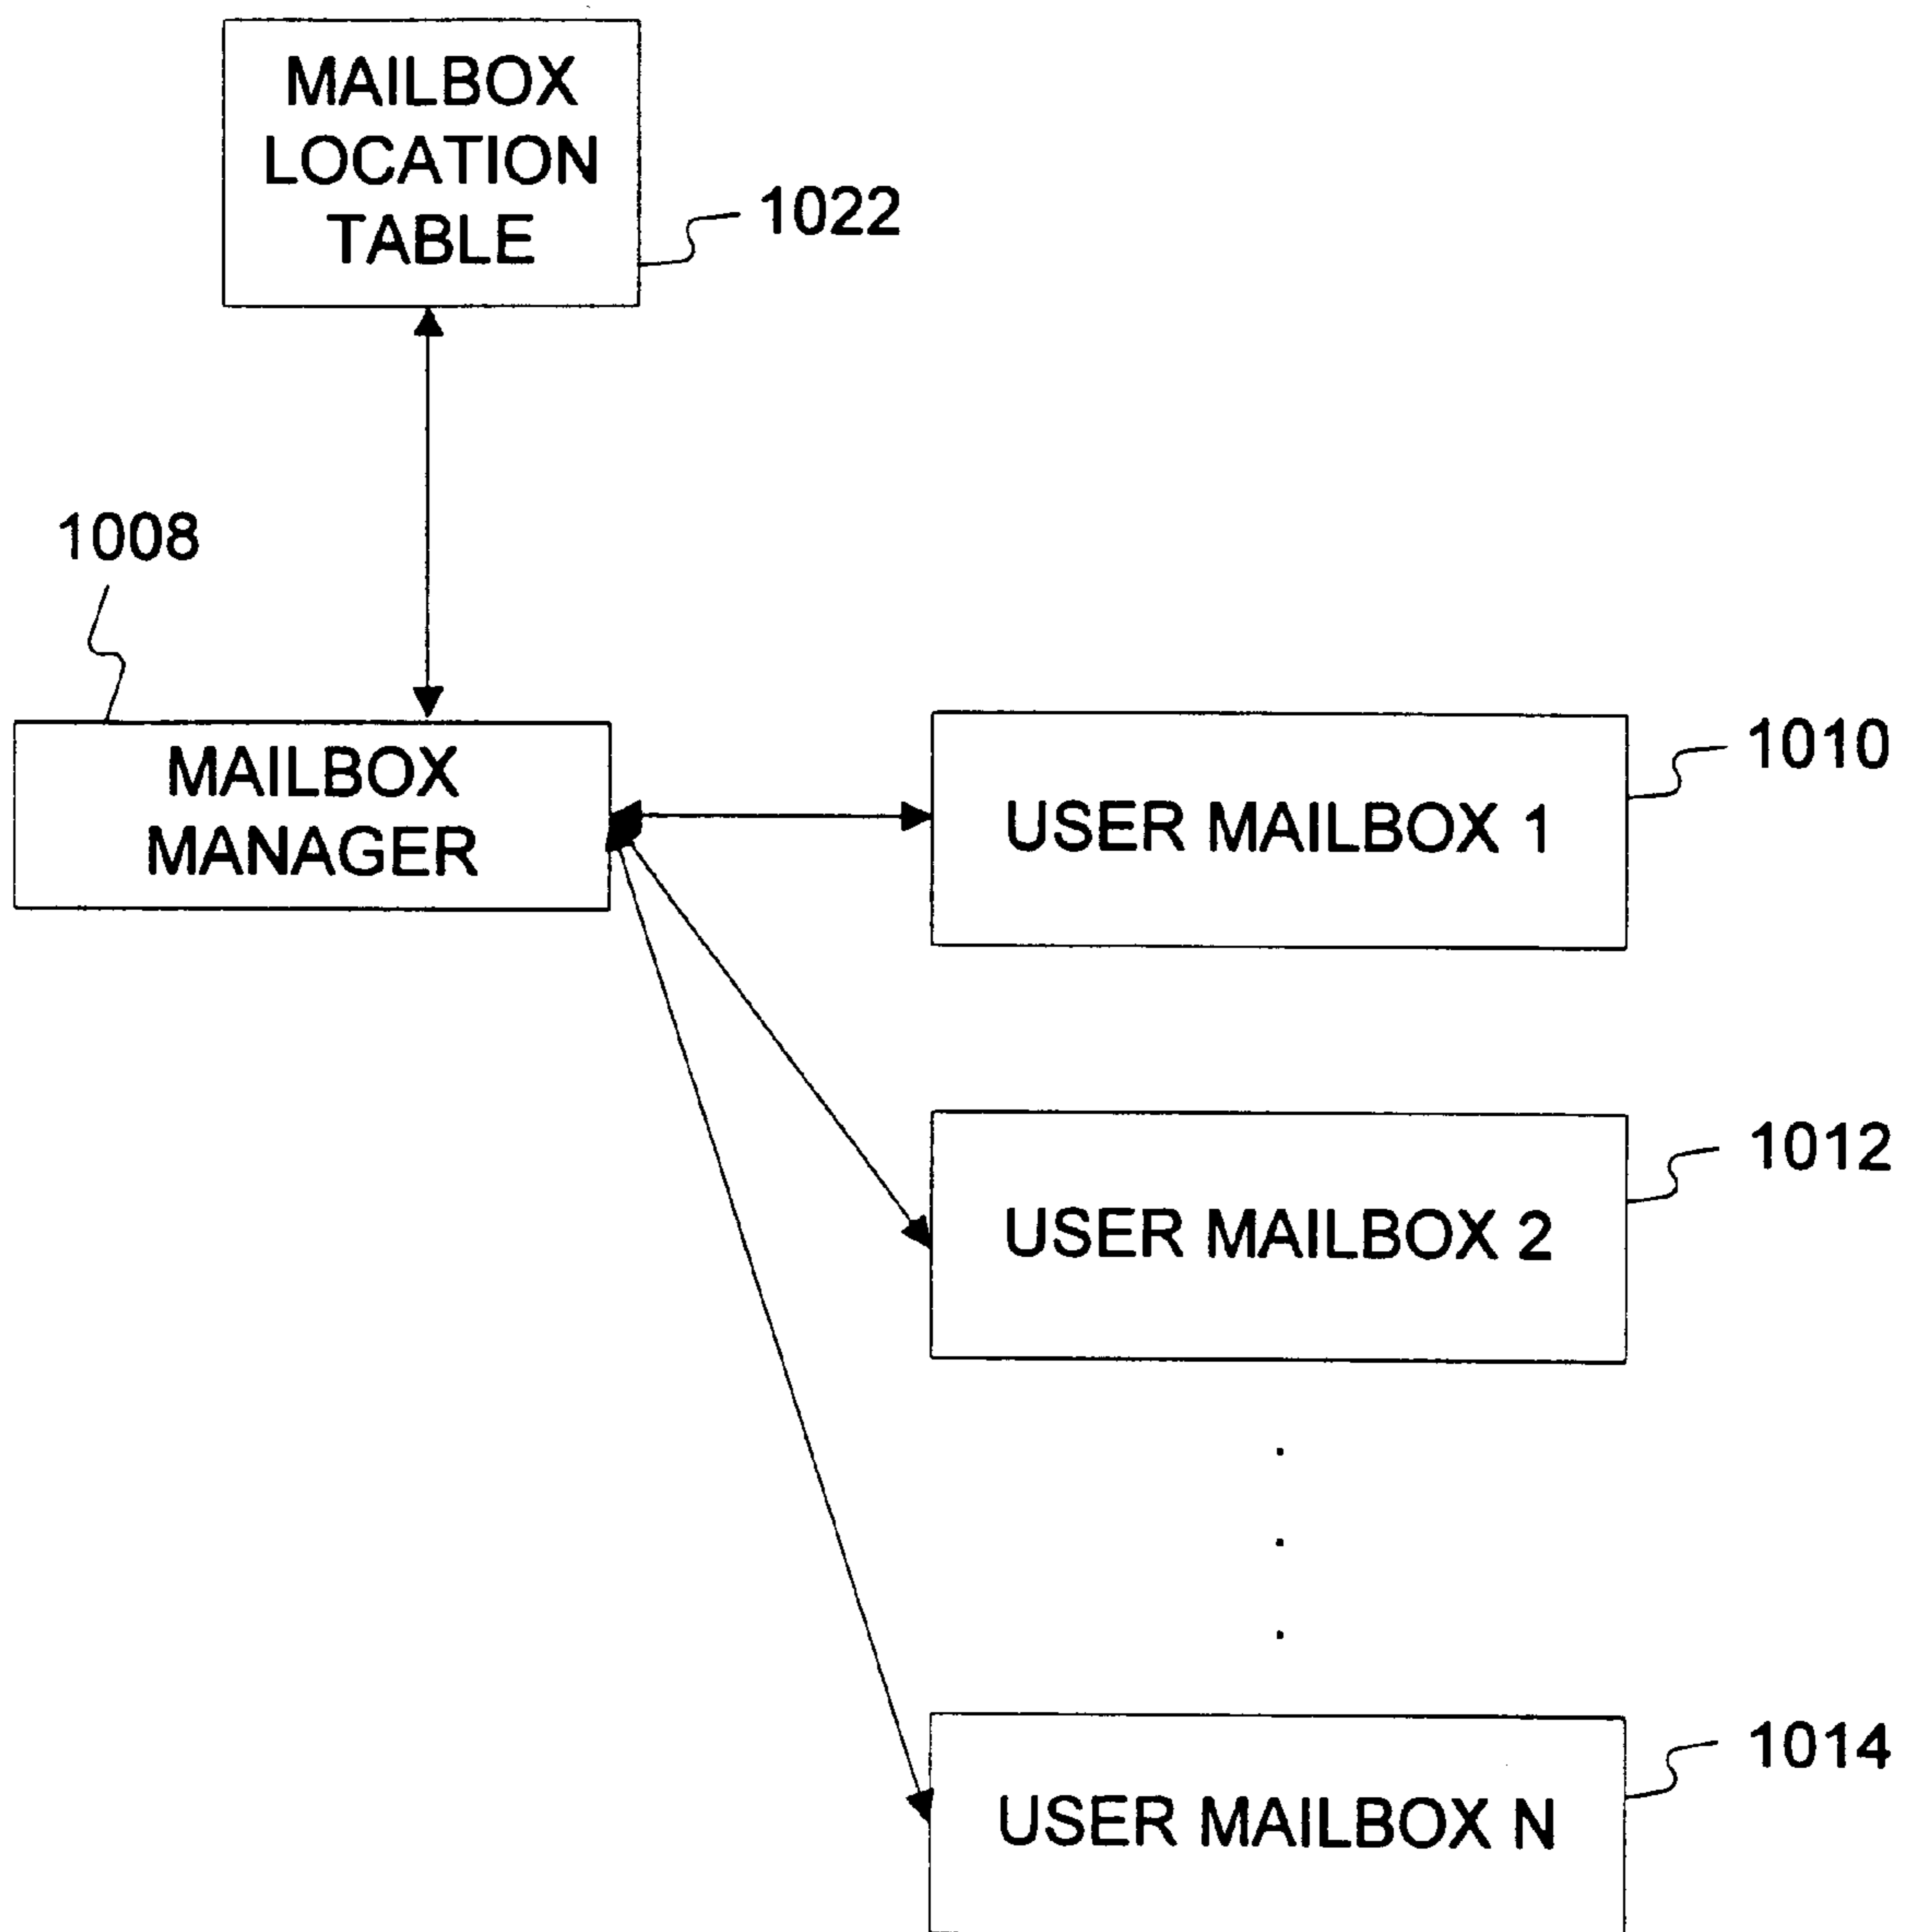 MAILBOX
LOCATION
TABLE
1022
1008
MAILBOX
MANAGER
USER MAILBOX 1
1010
USER MAILBOX 2
1012
USER MAILBOX N
1014